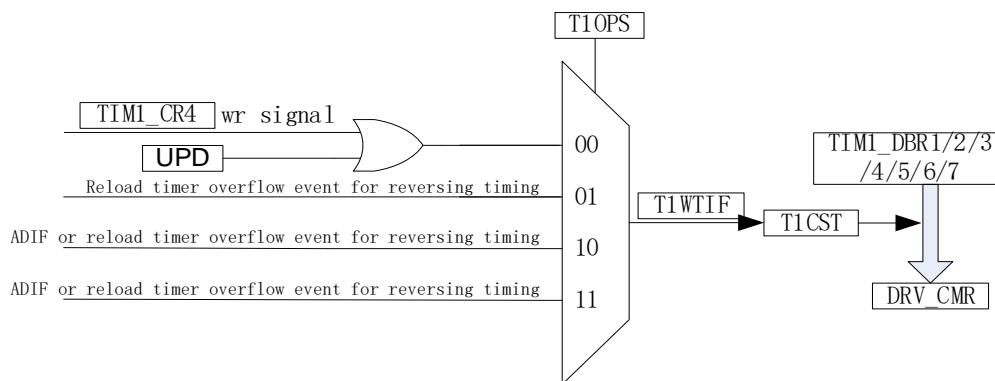 T1OPS
TIM1_CR4 wr signal
UPD
00
Reload timer overflow event for reversing timing
01
ADIF or reload timer overflow event for reversing timing
10
ADIF or reload timer overflow event for reversing timing
11
T1WTIF
T1CST
TIM1_DBR1/2/3
/4/5/6/7
DRV_CMR